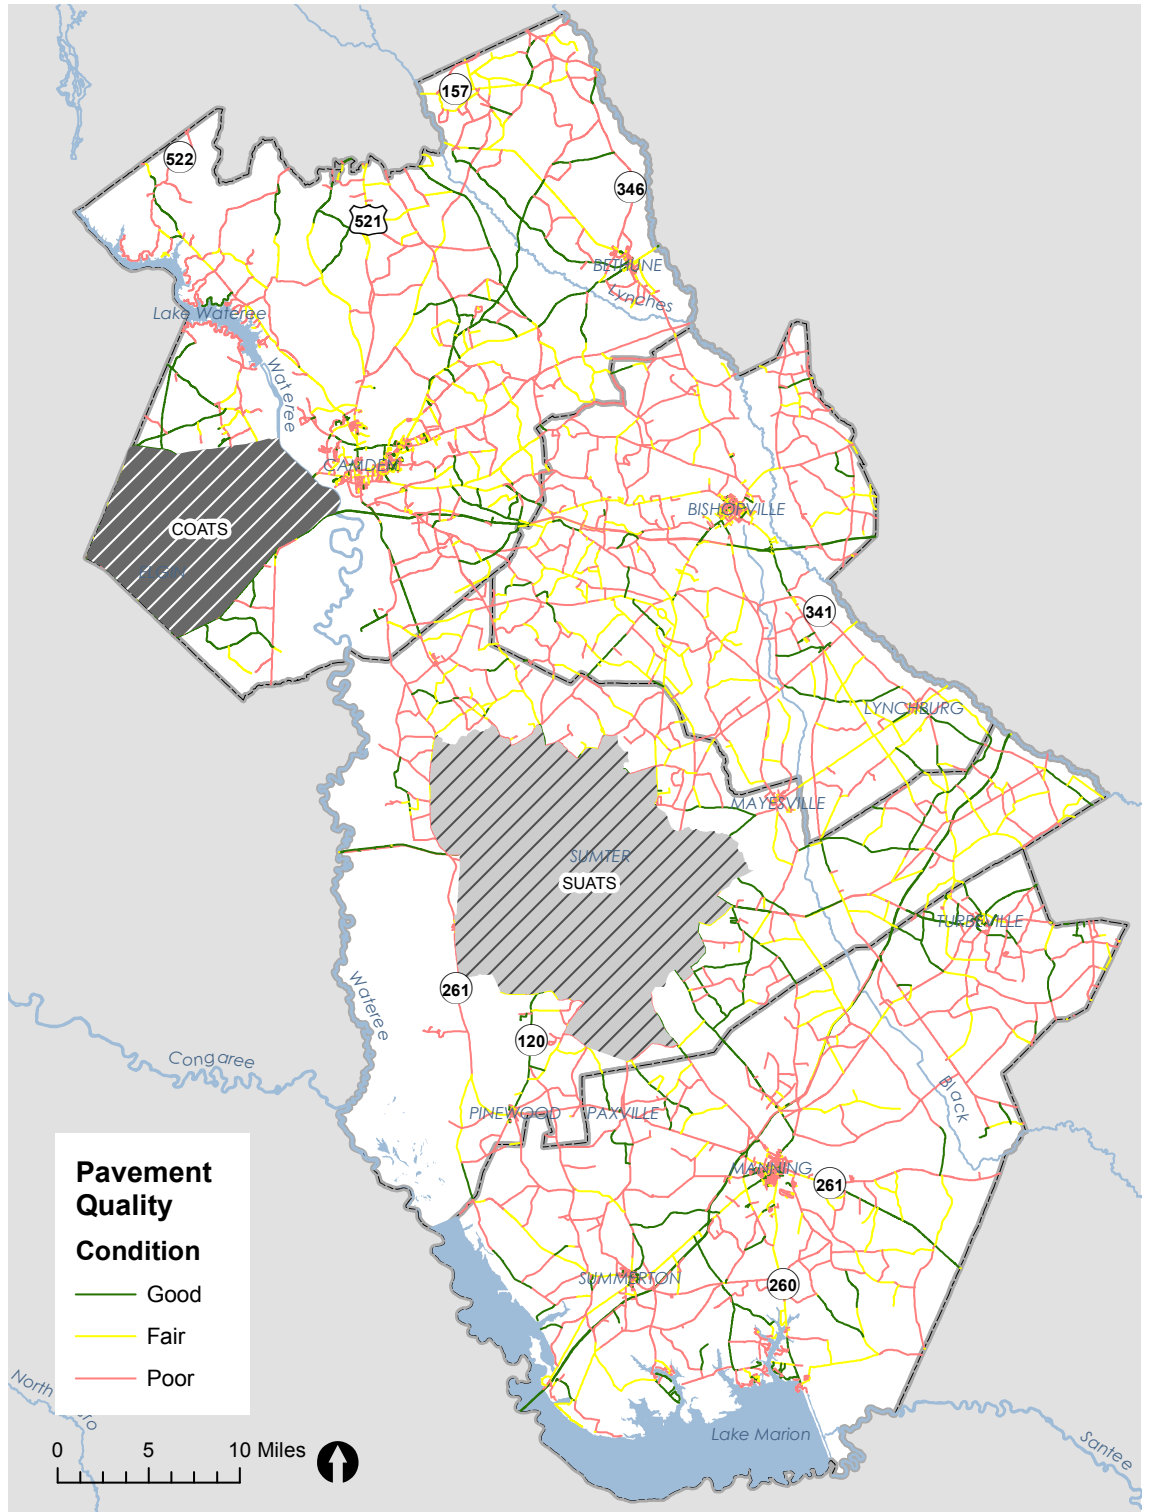 157
522
346
521
BETHUNE
Lynches
Lake Wateree
Wateree
CAMDEN
BISHOPVILLE
COATS
ELGIN
341
LYNCHBURG
MAYESVILLE
SUMTER
SUATS
TURBEVILLE
261
Wateree
120
Congaree
Black
PINEWOOD
PAXVILLE
MANNING
261
SUMMERTON
260
Pavement
Quality
Condition
Good
Fair
Poor
North
Lake Marion
Santee
0 5 10 Miles